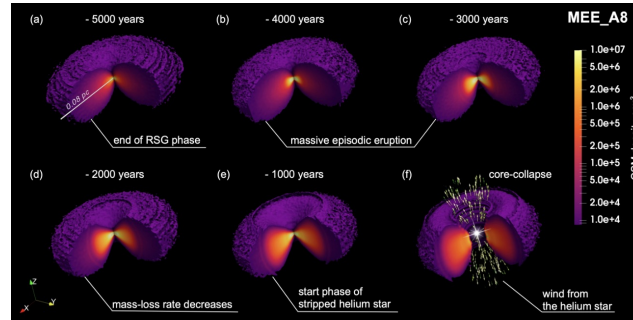 MEE_A8
(a) - 5000 years
(b) - 4000 years
(c) - 3000 years
0.08 pc
end of RSG phase
massive episodic eruption
1.0e+07
5.0e+6
2.0e+6
1.0e+6
5.0e+5
2.0e+5
1.0e+5
5.0e+4
2.0e+4
1.0e+4
(d) - 2000 years
(e) - 1000 years
(f) core-collapse
mass-loss rate decreases
start phase of
stripped helium star
wind from
the helium star
Z
X
Y